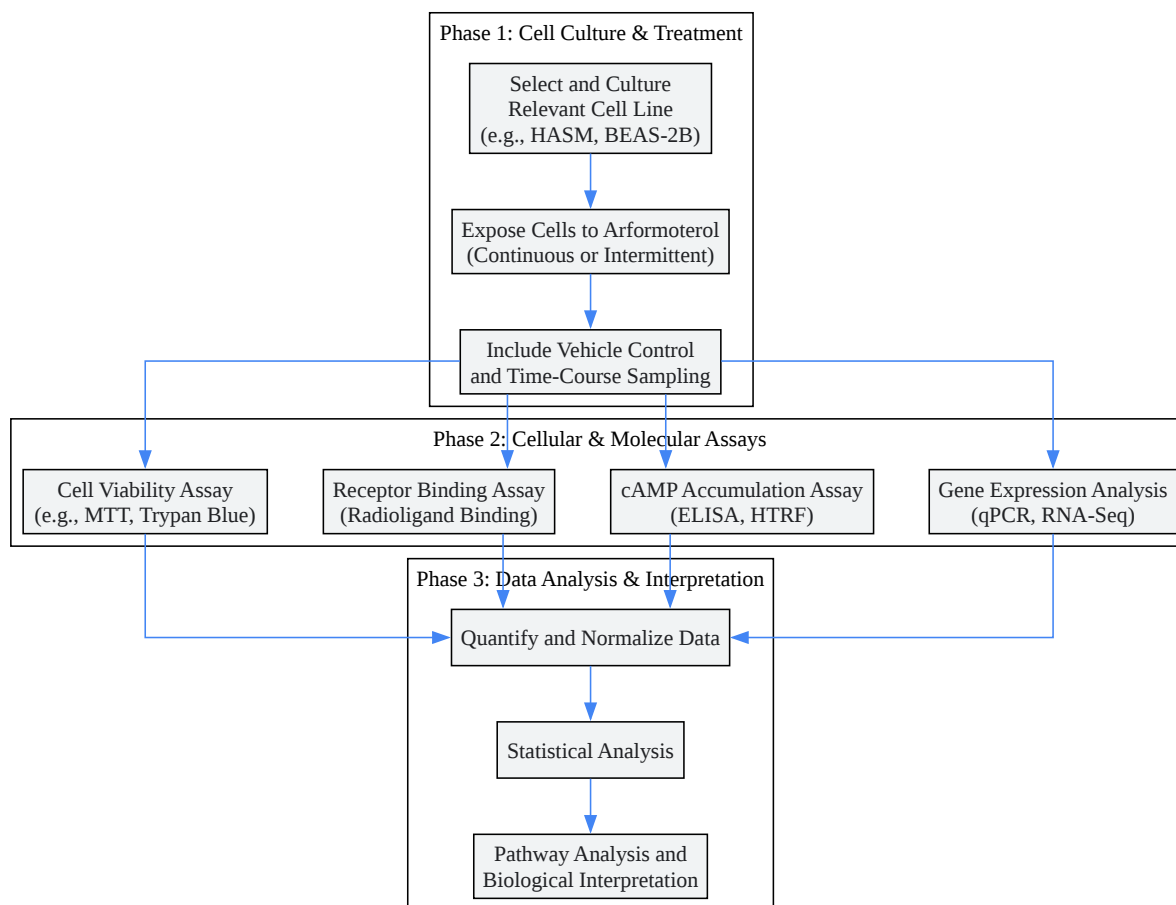 Phase 1: Cell Culture & Treatment
Select and Culture
Relevant Cell Line
(e.g., HASM, BEAS-2B)
Expose Cells to Arformoterol
(Continuous or Intermittent)
Include Vehicle Control
and Time-Course Sampling
Phase 2: Cellular & Molecular Assays
Cell Viability Assay
(e.g., MTT, Trypan Blue)
Receptor Binding Assay
(Radioligand Binding)
cAMP Accumulation Assay
(ELISA, HTRF)
Gene Expression Analysis
(qPCR, RNA-Seq)
Phase 3: Data Analysis & Interpretation
Quantify and Normalize Data
Statistical Analysis
Pathway Analysis and
Biological Interpretation